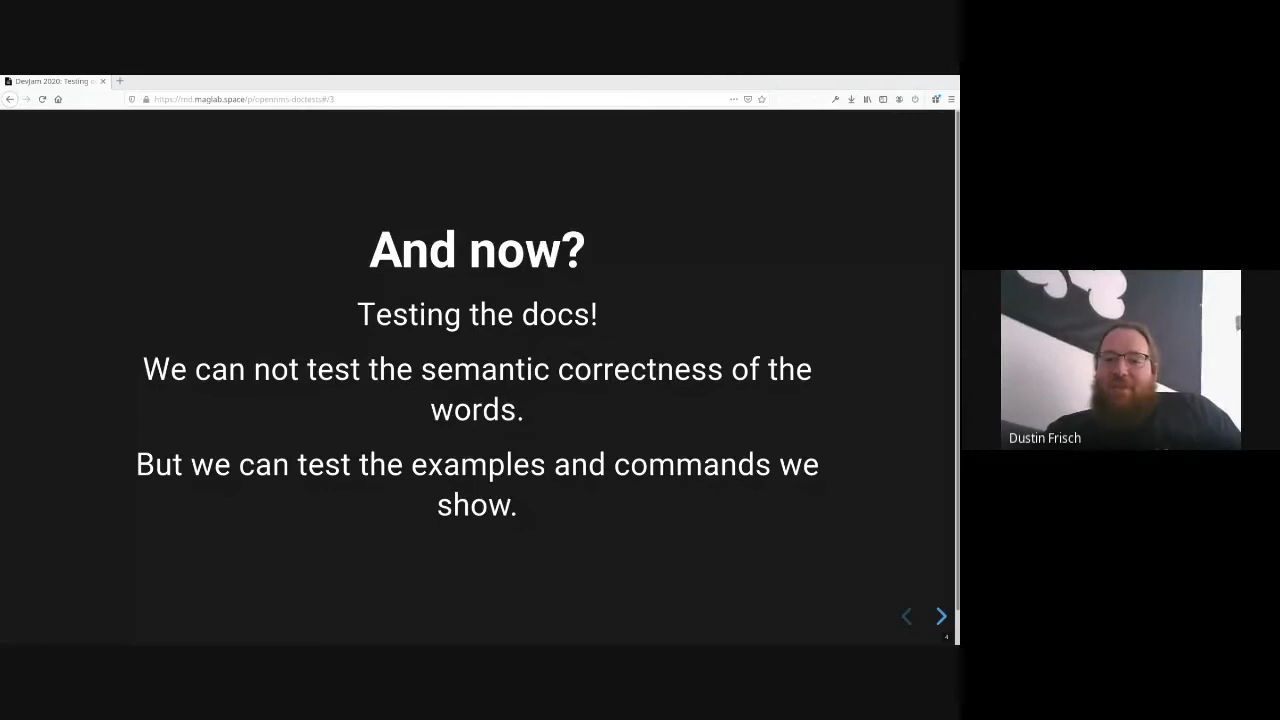 DevJam 2020: Testing o
https://md.maglab.space/p/opennms-doctests#/3
And now?
Testing the docs!
We can not test the semantic correctness of the
words.
But we can test the examples and commands we
show.
4
Dustin Frisch